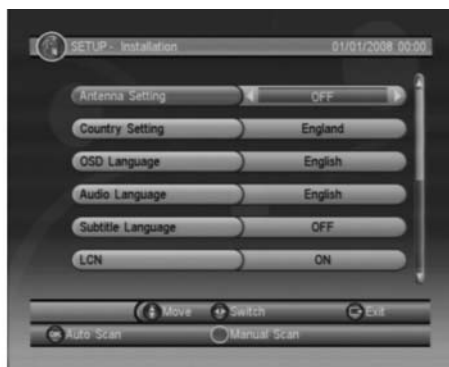 SETUP - Installation 01/01/2008 00:00
Antenna Setting OFF
Country Setting England
OSD Language English
Audio Language English
Subtitle Language OFF
LCN ON
Move Switch Exit
OK Auto Scan Manual Scan